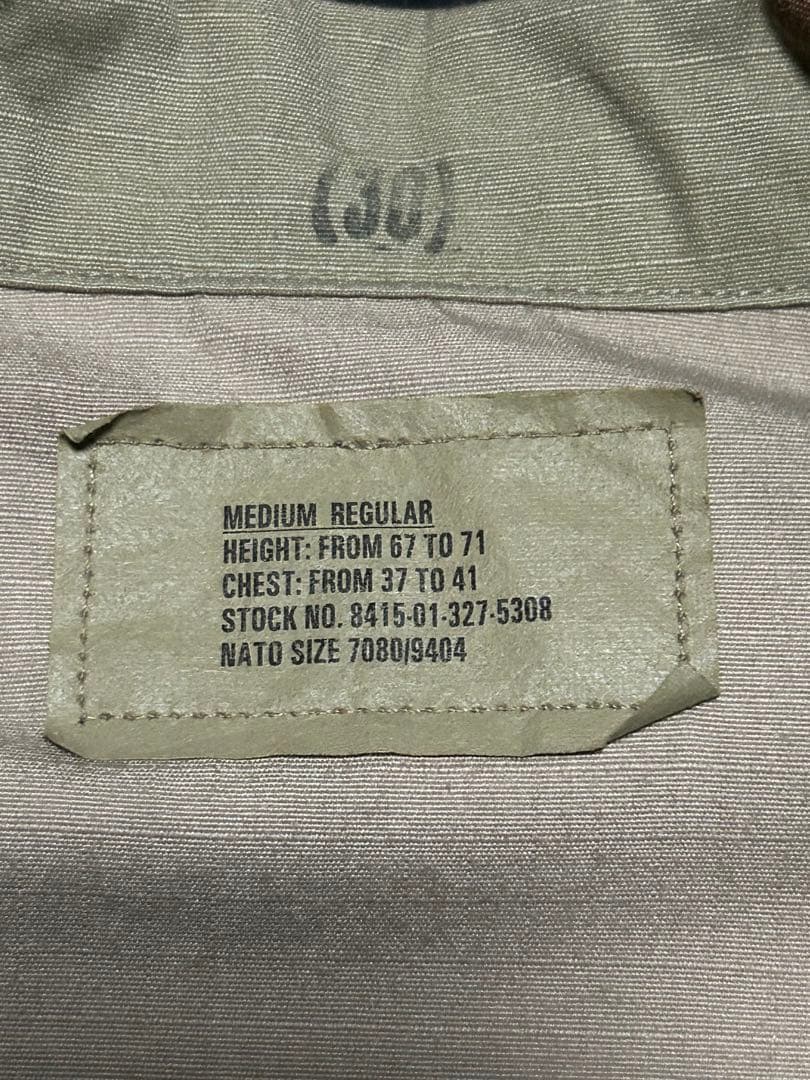 (30)
MEDIUM REGULAR
HEIGHT: FROM 67 TO 71
CHEST: FROM 37 TO 41
STOCK NO. 8415-01-327-5308
NATO SIZE 7080/9404